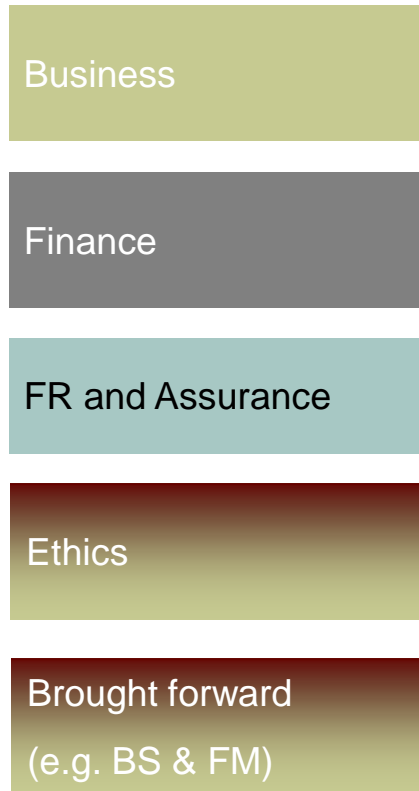 Business
Finance
FR and Assurance
Ethics
Brought forward
(e.g. BS & FM)